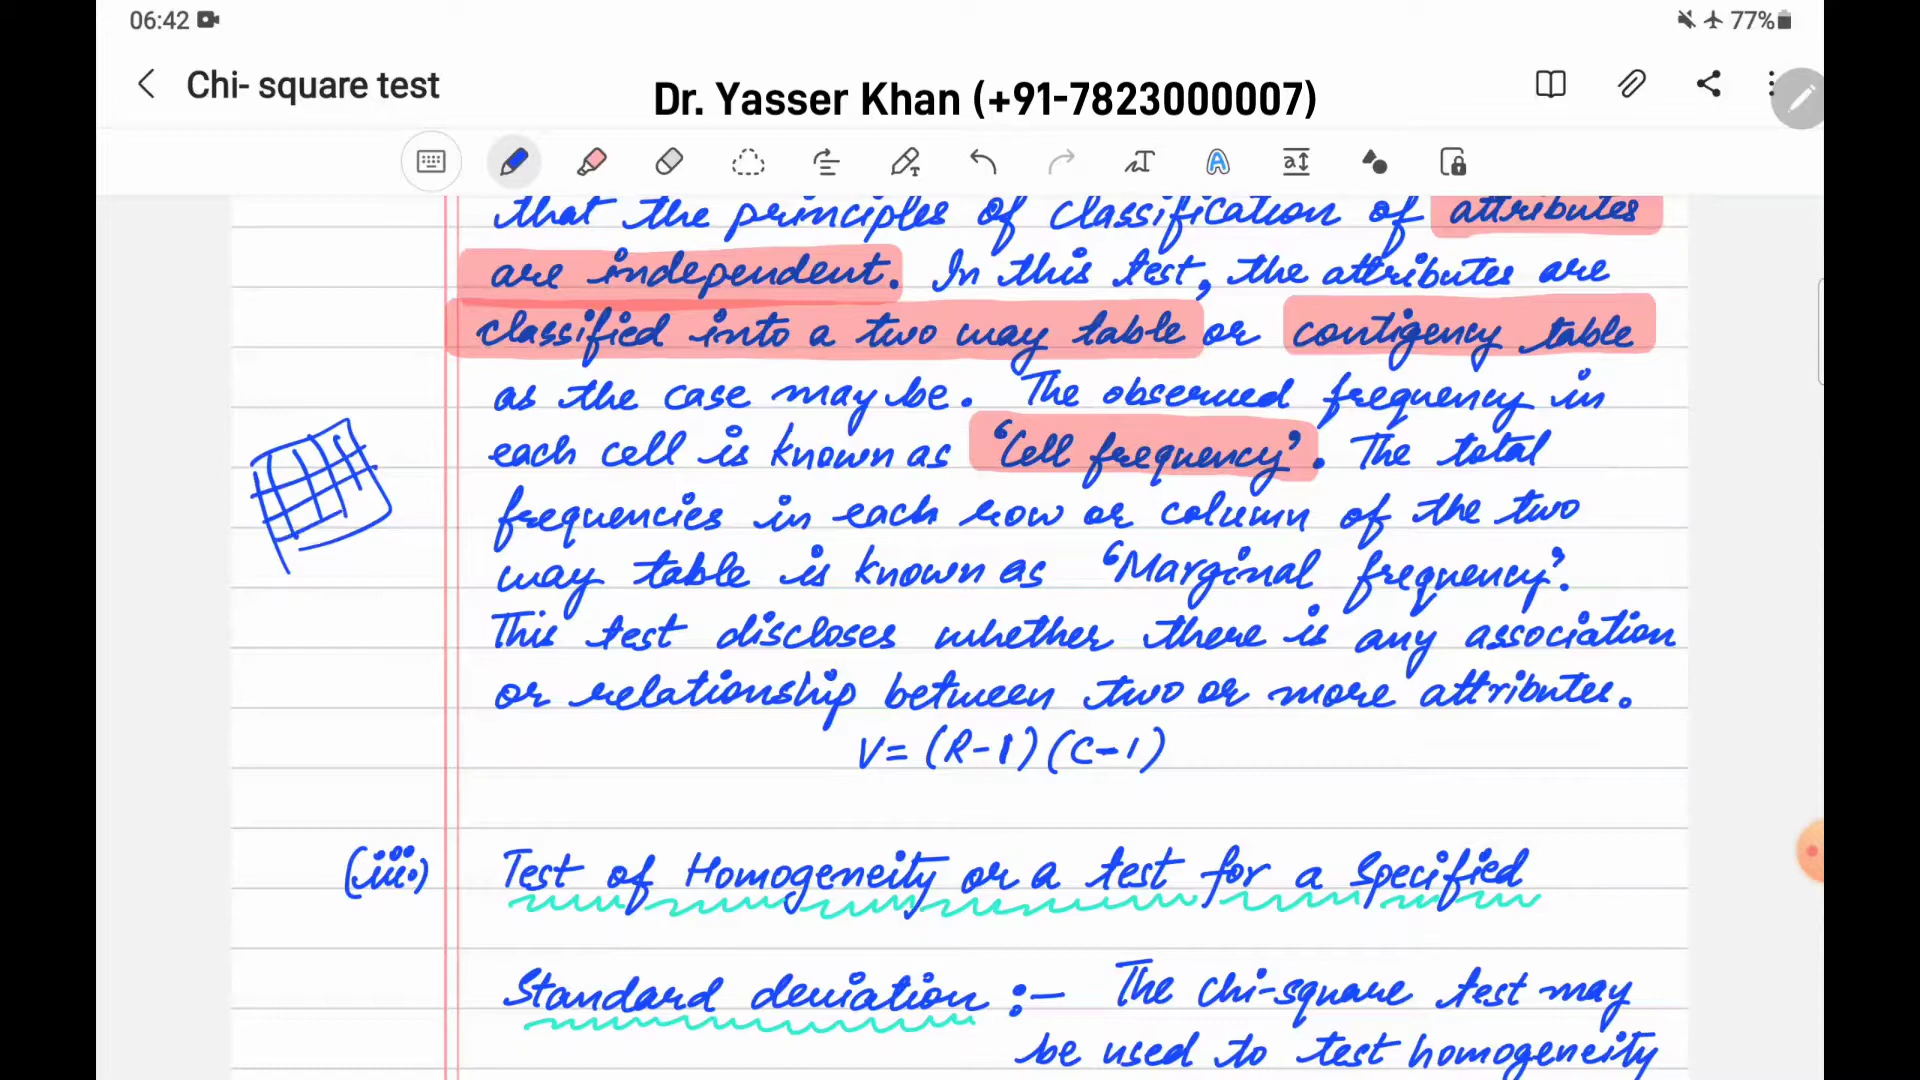 06:42
77%
Chi- square test
Dr. Yasser Khan (+91-7823000007)
that the principles of classification of attributes
are independent. In this test, the attributes are
classified into a two way table or contigency table
as the case may be. The observed frequency in
each cell is known as 'Cell frequency'. The total
frequencies in each row or column of the two
way table is known as 'Marginal frequency'.
This test discloses whether there is any association
or relationship between two or more attributes.
V= (R-1) (C-1)
(iii.) Test of Homogeneity or a test for a Specified
Standard deviation :- The chi-square test may
be used to test homogeneity